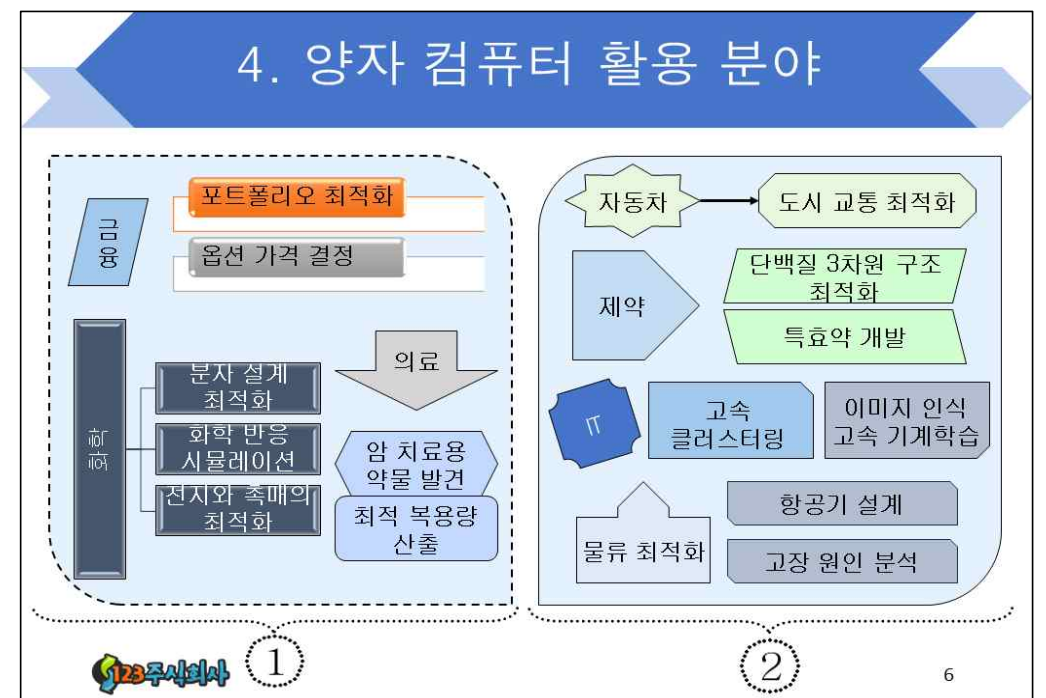 4. 양자 컴퓨터 활용 분야
금
융
포트폴리오 최적화
옵션 가격 결정
화학
분자 설계
최적화
화학 반응
시뮬레이션
전지와 촉매의
최적화
의료
암 치료용
약물 발견
최적 복용량
산출
자동차
도시 교통 최적화
제약
단백질 3차원 구조
최적화
특효약 개발
IT
고속
클러스터링
이미지 인식
고속 기계학습
물류 최적화
항공기 설계
고장 원인 분석
①
②
123주식회사
6